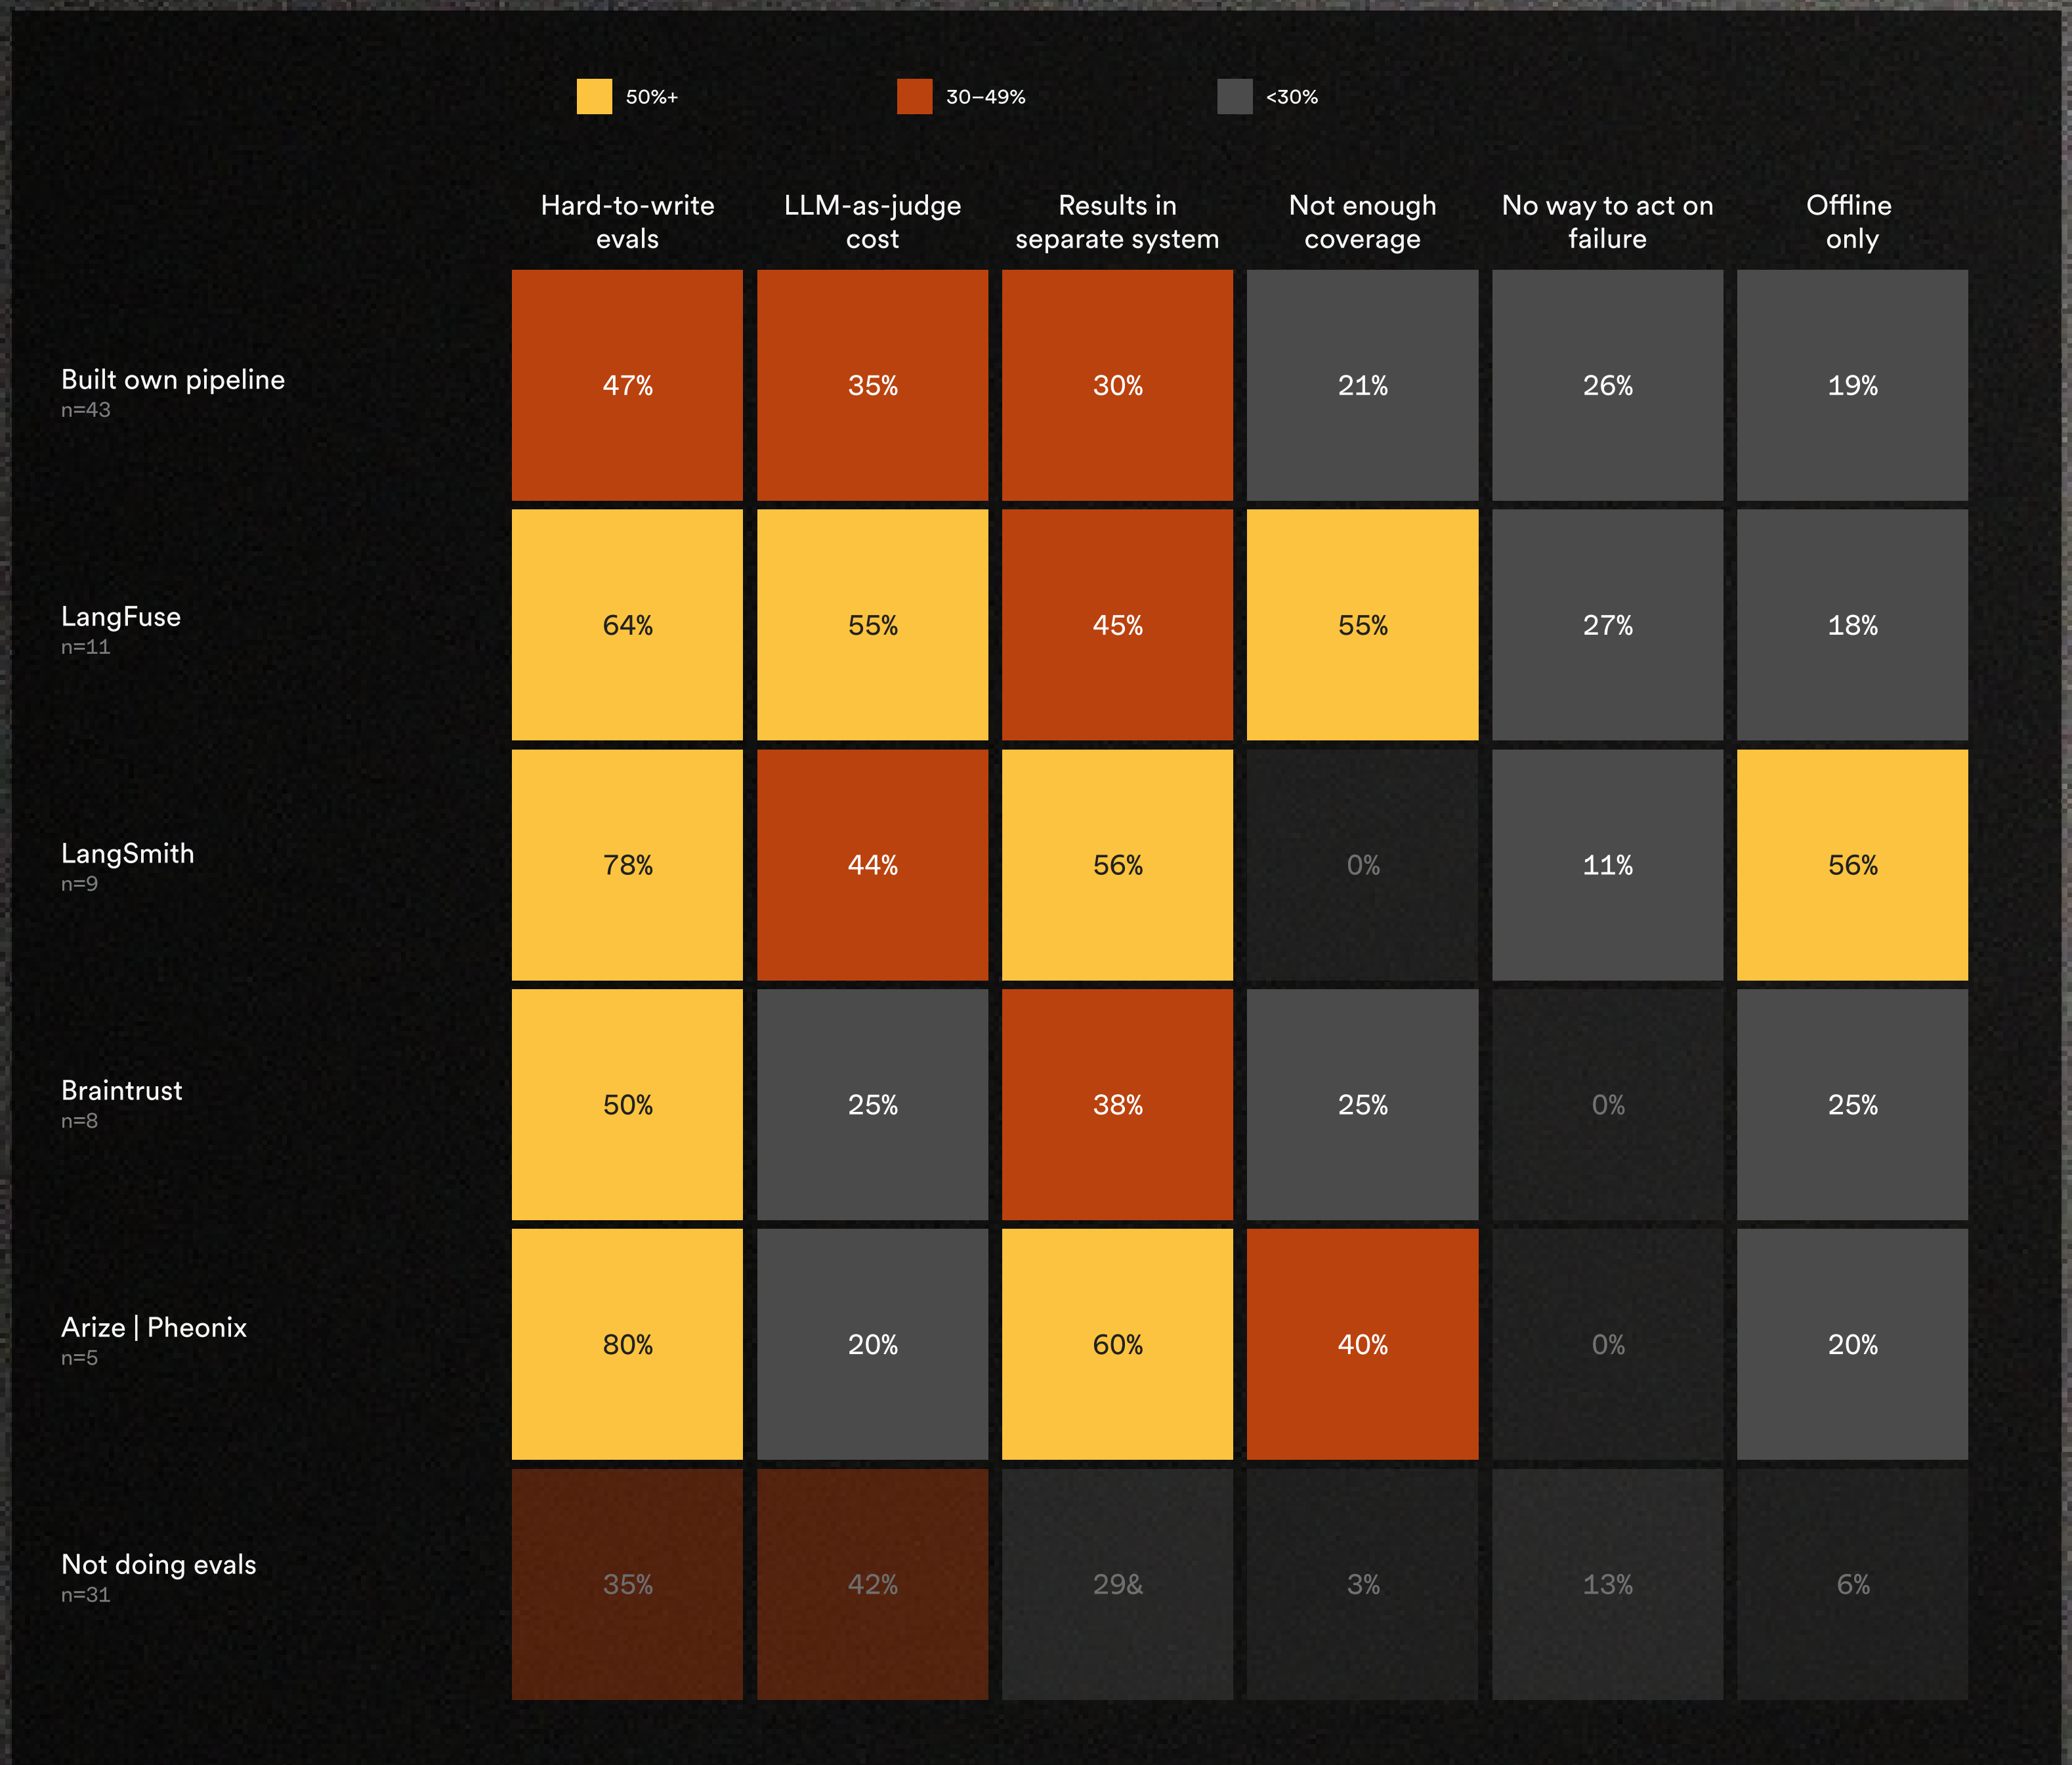 50%+
30–49%
<30%
Hard-to-write
evals
LLM-as-judge
cost
Results in
separate system
Not enough
coverage
No way to act on
failure
Offline
only
Built own pipeline
n=43
47%
35%
30%
21%
26%
19%
LangFuse
n=11
64%
55%
45%
55%
27%
18%
LangSmith
n=9
78%
44%
56%
0%
11%
56%
Braintrust
n=8
50%
25%
38%
25%
0%
25%
Arize | Pheonix
n=5
80%
20%
60%
40%
0%
20%
Not doing evals
n=31
35%
42%
29&
3%
13%
6%